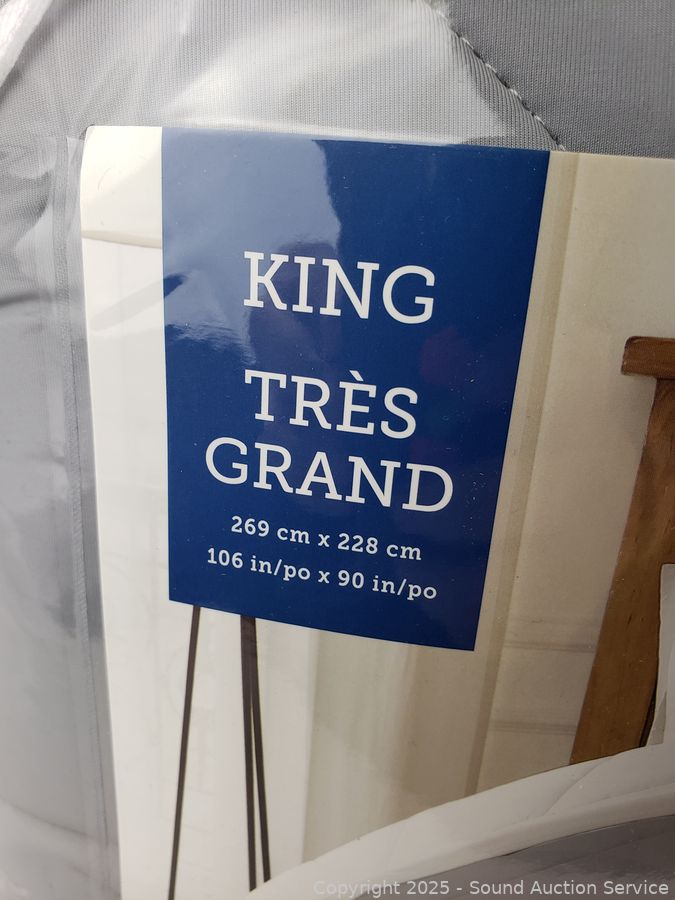 KING
TRÈS
GRAND
269 cm x 228 cm
106 in/po x 90 in/po
Copyright 2025 - Sound Auction Service